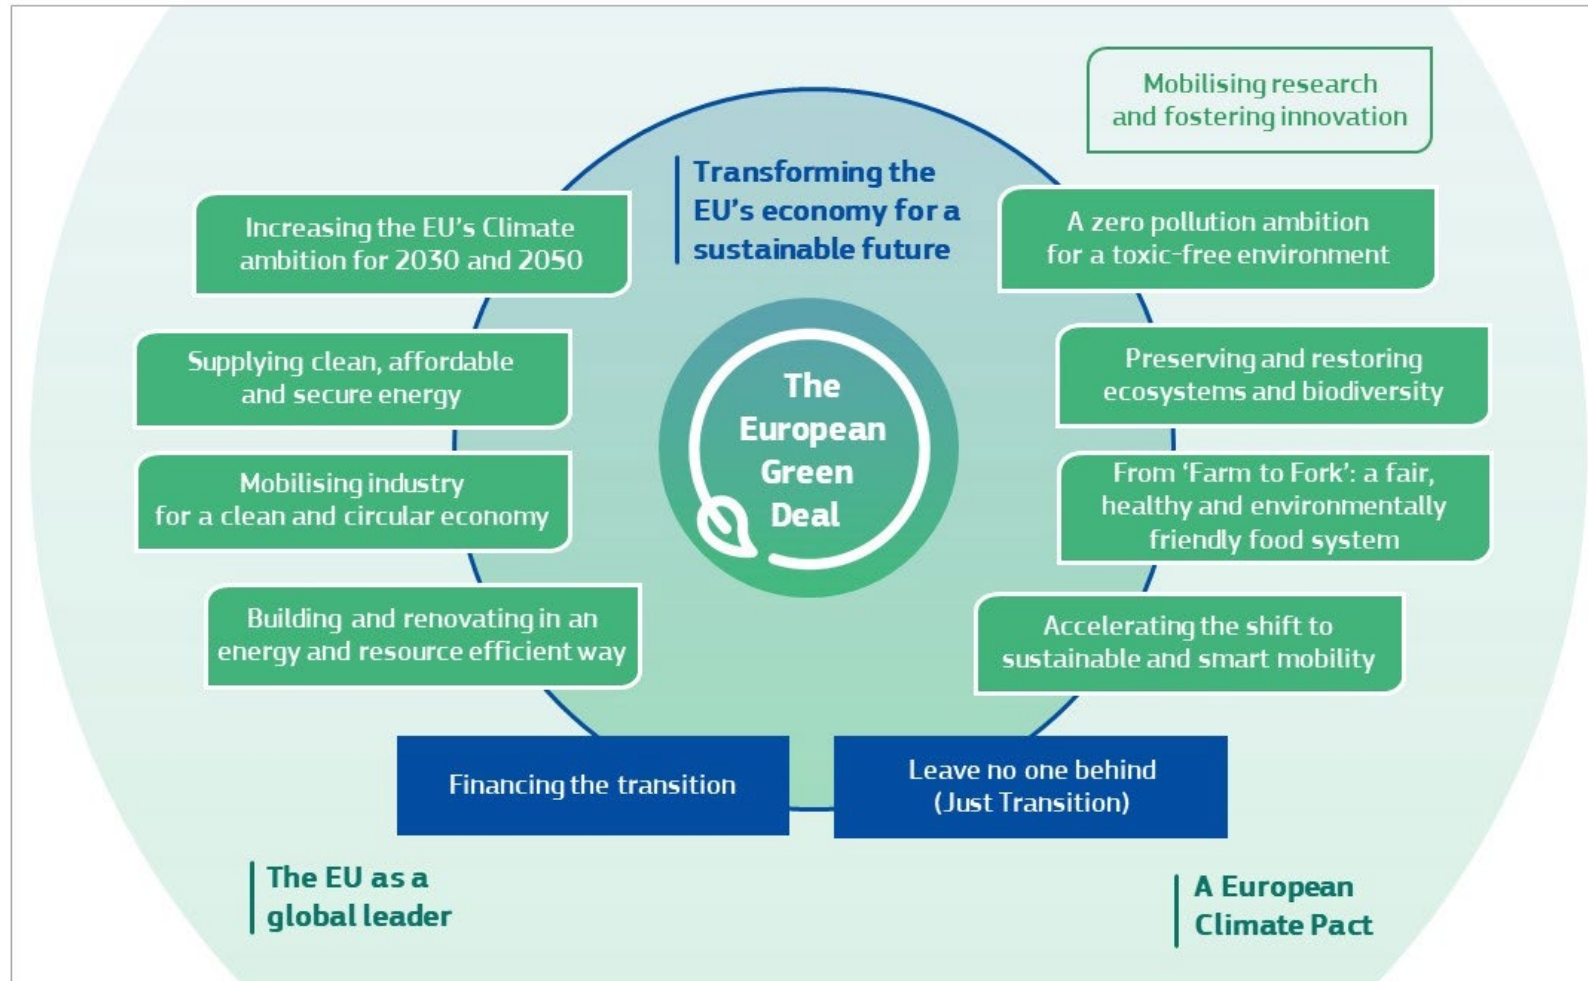 Mobilising research
and fostering innovation
Transforming the
EU's economy for a
sustainable future
Increasing the EU's Climate
ambition for 2030 and 2050
A zero pollution ambition
for a toxic-free environment
Supplying clean, affordable
and secure energy
Preserving and restoring
ecosystems and biodiversity
The
European
Green
Deal
Mobilising industry
for a clean and circular economy
From ‘Farm to Fork’: a fair,
healthy and environmentally
friendly food system
Building and renovating in an
energy and resource efficient way
Accelerating the shift to
sustainable and smart mobility
Financing the transition
Leave no one behind
(Just Transition)
The EU as a
global leader
A European
Climate Pact